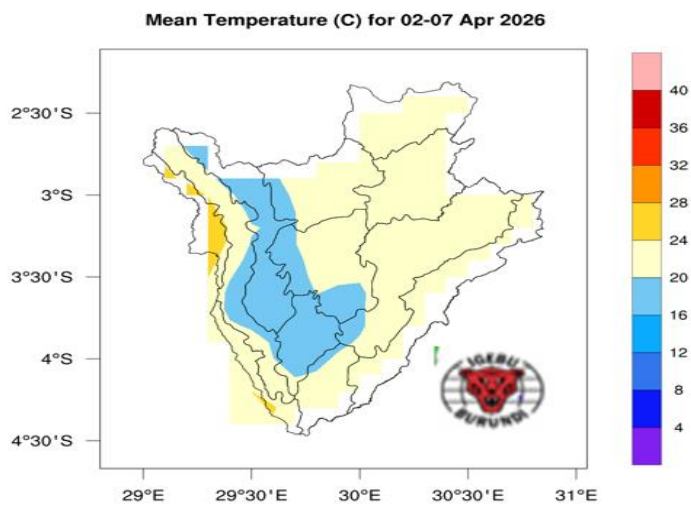 Mean Temperature (C) for 02-07 Apr 2026
2°30'S
3°S
3°30'S
4°S
4°30'S
29°E
29°30'E
30°E
30°30'E
31°E
40
36
32
28
24
20
16
12
8
4
IGEBU
BURUNDI